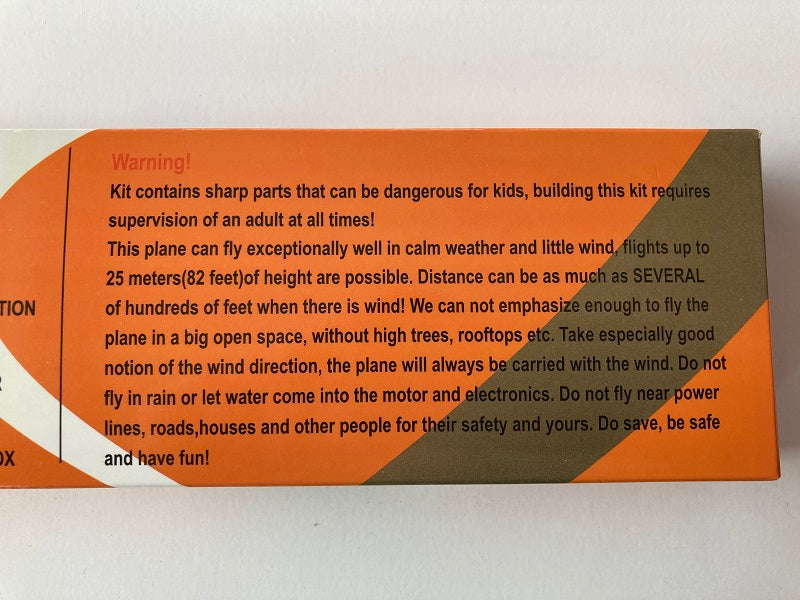 Warning!
Kit contains sharp parts that can be dangerous for kids, building this kit requires
supervision of an adult at all times!
This plane can fly exceptionally well in calm weather and little wind, flights up to
25 meters(82 feet)of height are possible. Distance can be as much as SEVERAL
of hundreds of feet when there is wind! We can not emphasize enough to fly the
plane in a big open space, without high trees, rooftops etc. Take especially good
notion of the wind direction, the plane will always be carried with the wind. Do not
fly in rain or let water come into the motor and electronics. Do not fly near power
lines, roads,houses and other people for their safety and yours. Do save, be safe
and have fun!
TION
R
OX